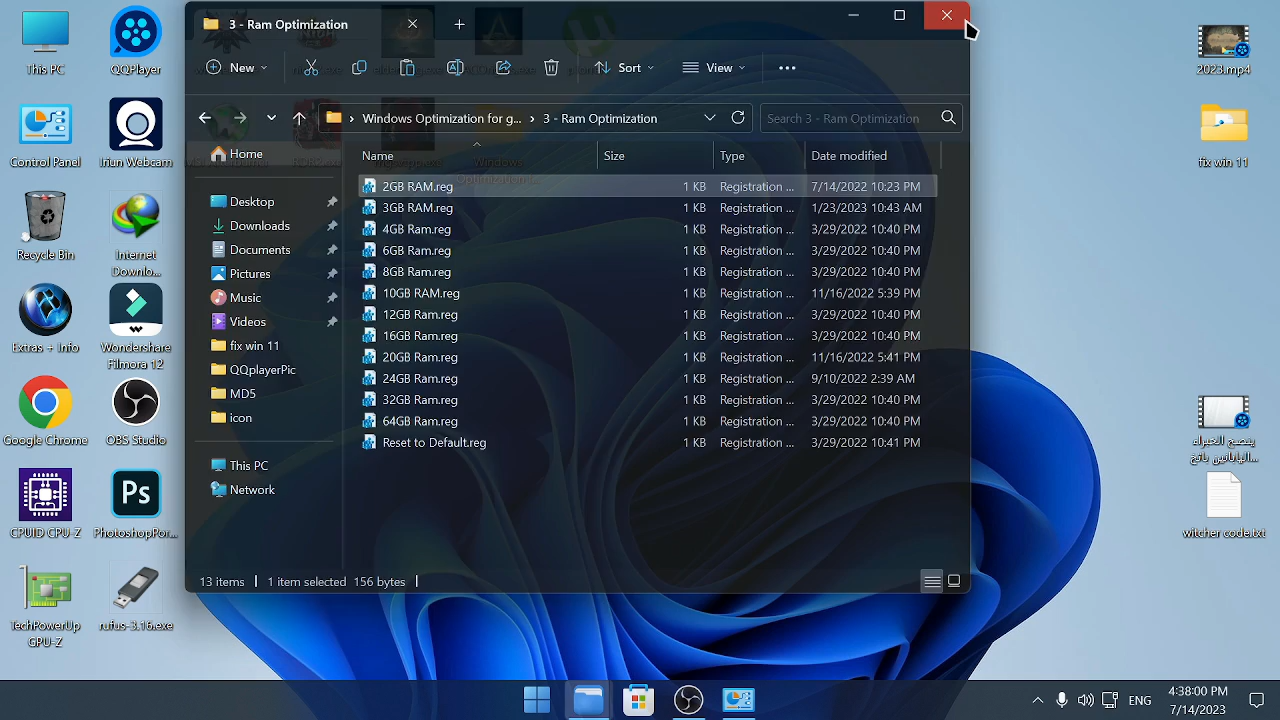 3 - Ram Optimization
New
Sort
View
Windows Optimization for g...
3 - Ram Optimization
Search 3 - Ram Optimization
Name
Size
Type
Date modified
2GB RAM.reg 1 KB Registration ... 7/14/2022 10:23 PM
3GB RAM.reg 1 KB Registration ... 1/23/2023 10:43 AM
4GB Ram.reg 1 KB Registration ... 3/29/2022 10:40 PM
6GB Ram.reg 1 KB Registration ... 3/29/2022 10:40 PM
8GB Ram.reg 1 KB Registration ... 3/29/2022 10:40 PM
10GB RAM.reg 1 KB Registration ... 11/16/2022 5:39 PM
12GB Ram.reg 1 KB Registration ... 3/29/2022 10:40 PM
16GB Ram.reg 1 KB Registration ... 3/29/2022 10:40 PM
20GB Ram.reg 1 KB Registration ... 11/16/2022 5:41 PM
24GB Ram.reg 1 KB Registration ... 9/10/2022 2:39 AM
32GB Ram.reg 1 KB Registration ... 3/29/2022 10:40 PM
64GB Ram.reg 1 KB Registration ... 3/29/2022 10:40 PM
Reset to Default.reg 1 KB Registration ... 3/29/2022 10:41 PM
Home
Desktop
Downloads
Documents
Pictures
Music
Videos
fix win 11
QQplayerPic
MD5
icon
This PC
Network
13 items
1 item selected 156 bytes
This PC
QQPlayer
Control Panel
Iriun Webcam
Recycle Bin
Internet
Downlo...
Extras + Info
Wondershare
Filmora 12
Google Chrome
OBS Studio
CPUID CPU-Z
Ps
PhotoshopPor...
TechPowerUp
GPU-Z
rufus-3.16.exe
Windows
Optimization...
2023.mp4
fix win 11
ينصح الخبراء
اليابانيين باتخ...
witcher code.txt
ENG
4:38:00 PM
7/14/2023